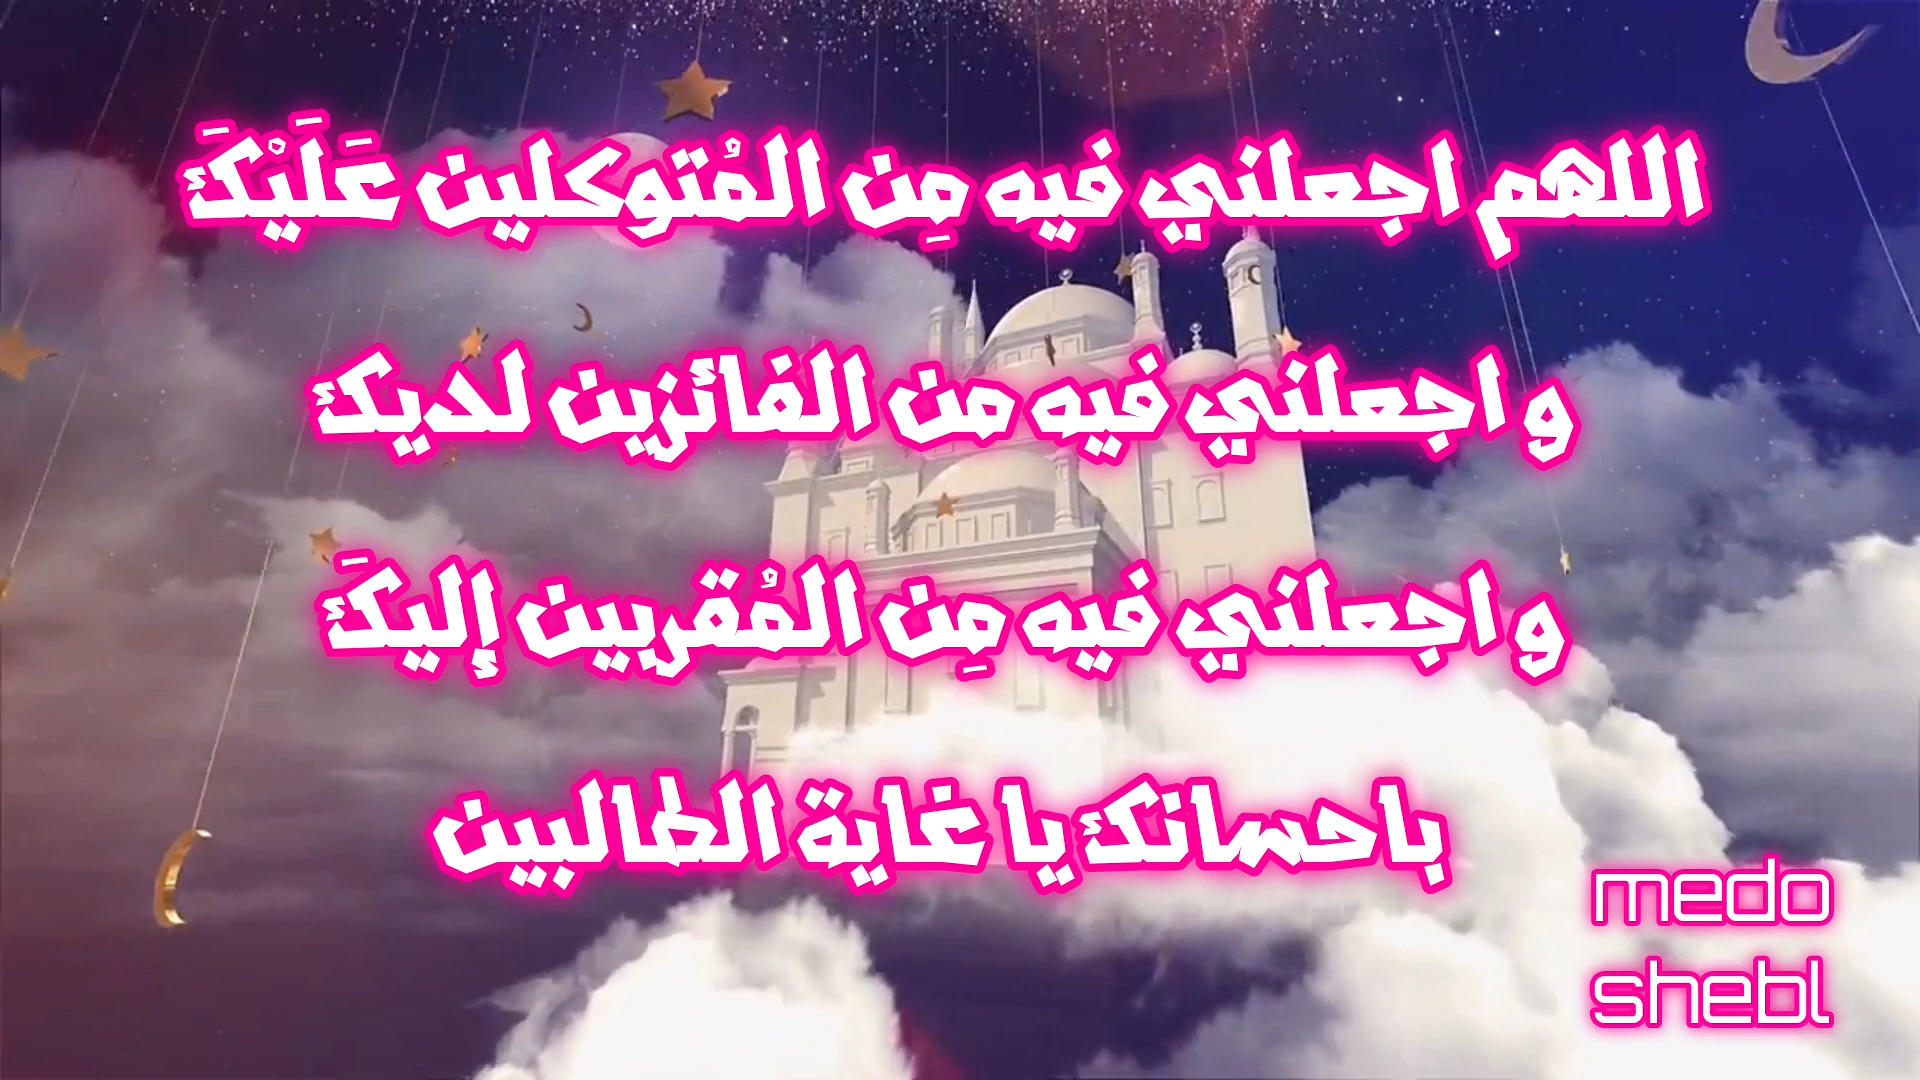 اللهم اجعلني فيه مِن المُتوكلين عَلَيْكَ
و اجعلني فيه من الفائزين لديك
و اجعلني فيه مِن المُقربين إليكَ
باحسانك يا غاية الطالبين
medo
shebl